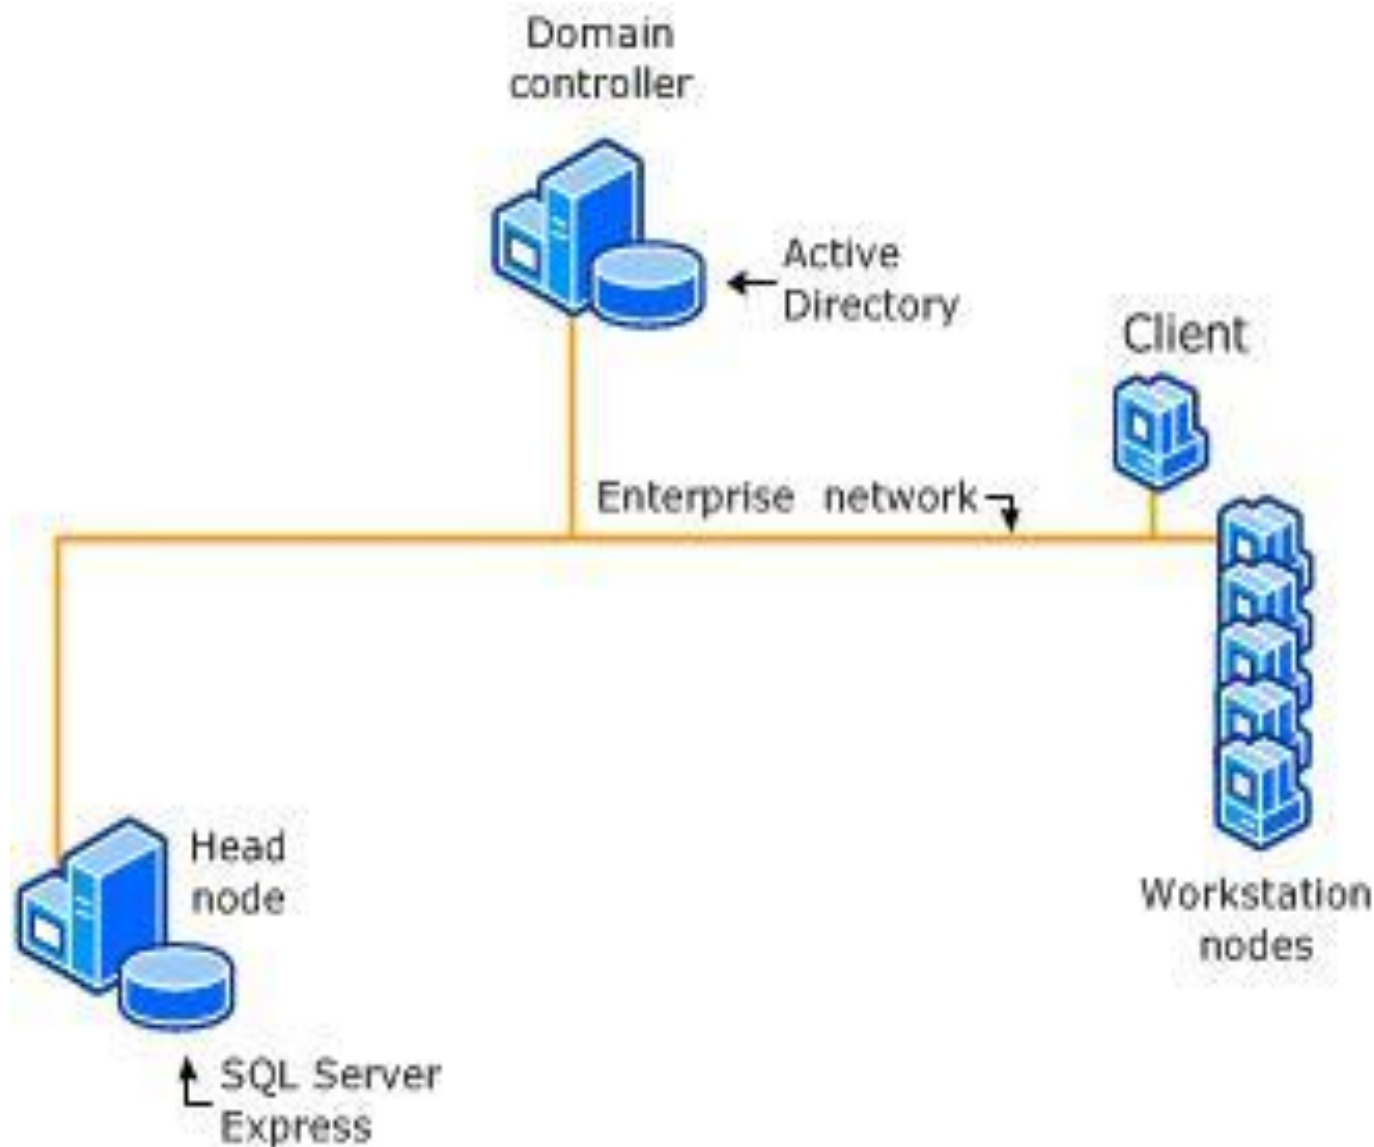 Domain
controller
Active
Directory
Client
Enterprise network
Head
node
Workstation
nodes
SQL Server
Express